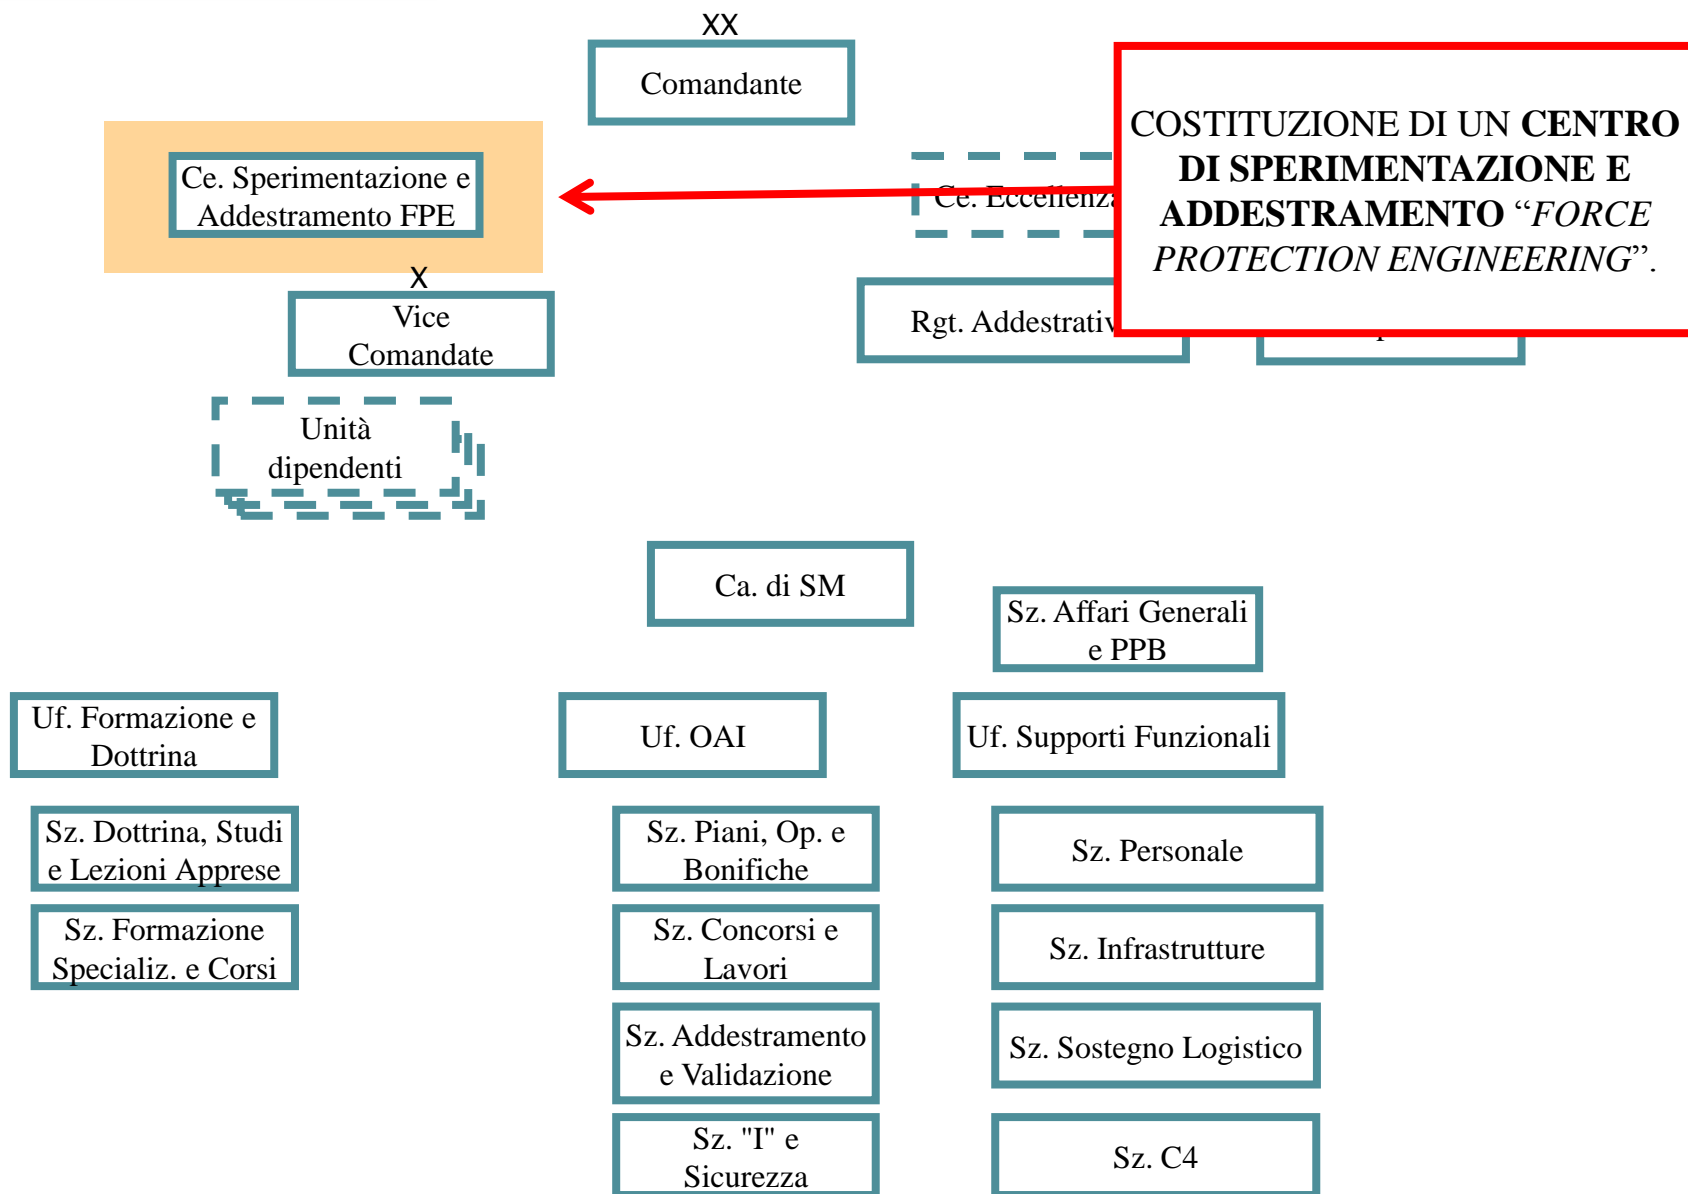 XX
Comandante
COSTITUZIONE DI UN CENTRO
DI SPERIMENTAZIONE E
ADDESTRAMENTO “FORCE
PROTECTION ENGINEERING”.
Ce. Sperimentazione e
Addestramento FPE
Ce. Eccellenza
X
Vice
Comandate
Rgt. Addestrativ
Unità
dipendenti
Ca. di SM
Sz. Affari Generali
e PPB
Uf. Formazione e
Dottrina
Uf. OAI
Uf. Supporti Funzionali
Sz. Dottrina, Studi
e Lezioni Apprese
Sz. Piani, Op. e
Bonifiche
Sz. Personale
Sz. Formazione
Specializ. e Corsi
Sz. Concorsi e
Lavori
Sz. Infrastrutture
Sz. Addestramento
e Validazione
Sz. Sostegno Logistico
Sz. "I" e
Sicurezza
Sz. C4